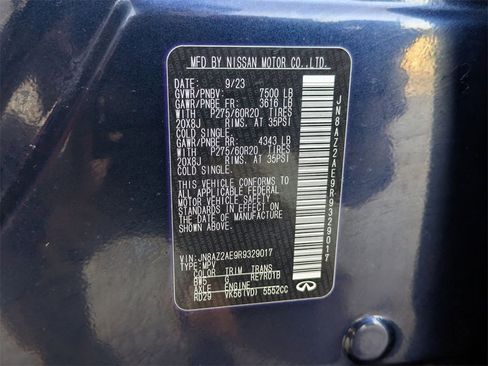 MFD BY NISSAN MOTOR CO.,LTD.
DATE: 9/23
GVWR/PNBV: 7500 LB
GAWR/PNBE FR: 3616 LB
WITH P275/60R20 TIRES
20X8J RIMS. AT 35PSI
COLD SINGLE.
GAWR/PNBE RR: 4343 LB
WITH P275/60R20 TIRES
20X8J RIMS. AT 35PSI
COLD SINGLE.
THIS VEHICLE CONFORMS TO
ALL APPLICABLE FEDERAL
MOTOR VEHICLE SAFETY
STANDARDS IN EFFECT ON
THE DATE OF MANUFACTURE
SHOWN ABOVE.
VIN: JN8AZ2AE9R9329017
TYPE: MPV
COLOR TRIM TRANS
BW5 G RE7R01B
AXLE ENGINE
RD29 VK56(VD) 5552CC
INFINITI
JN8AZ2AE9R9329017